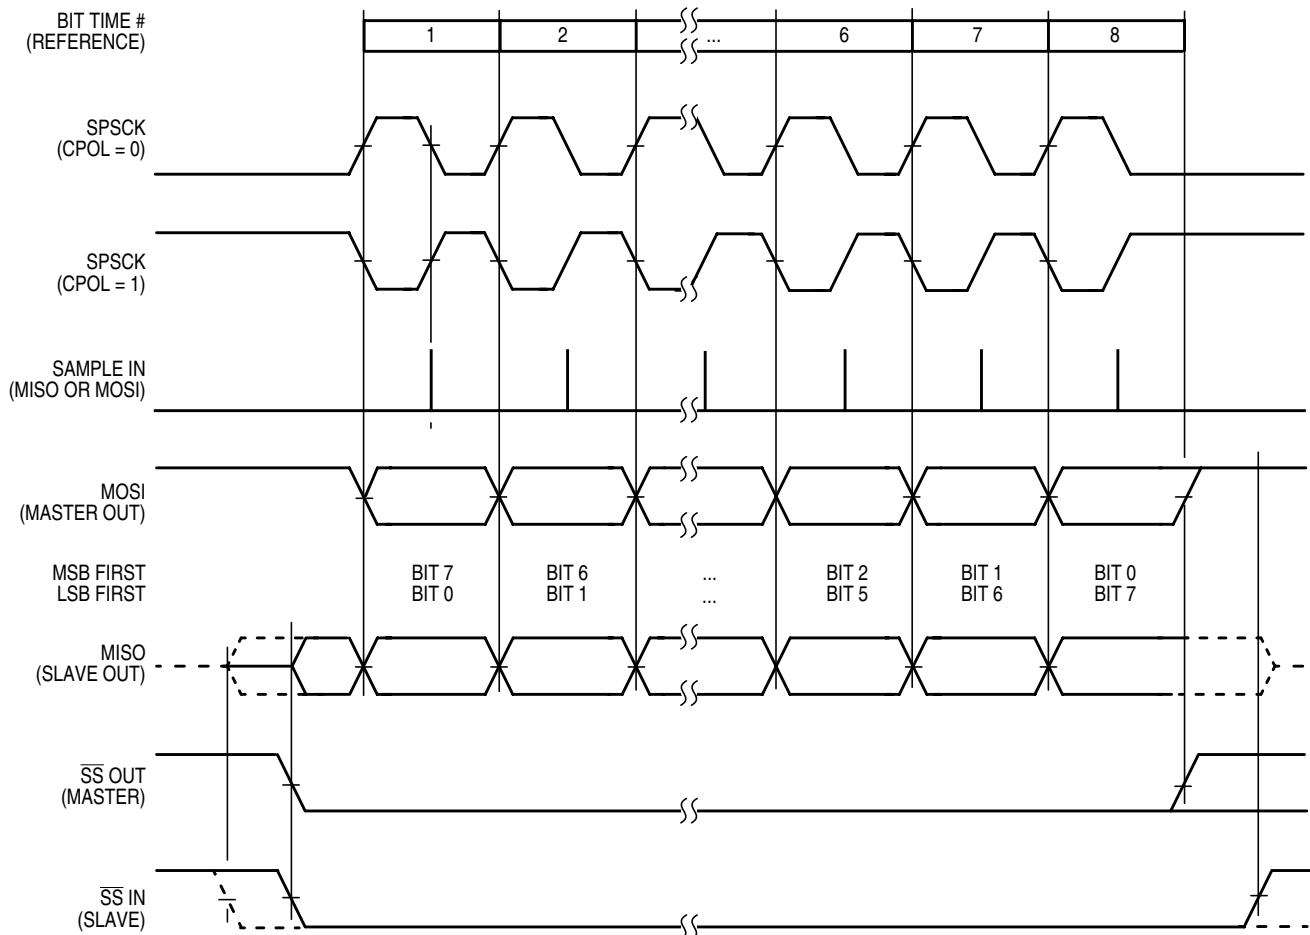 BIT TIME #
(REFERENCE)
1 2 ... 6 7 8
SPSCK
(CPOL = 0)
SPSCK
(CPOL = 1)
SAMPLE IN
(MISO OR MOSI)
MOSI
(MASTER OUT)
MSB FIRST BIT 7 BIT 6 ... BIT 2 BIT 1 BIT 0
LSB FIRST BIT 0 BIT 1 ... BIT 5 BIT 6 BIT 7
MISO
(SLAVE OUT)
S̅S̅ OUT
(MASTER)
S̅S̅ IN
(SLAVE)